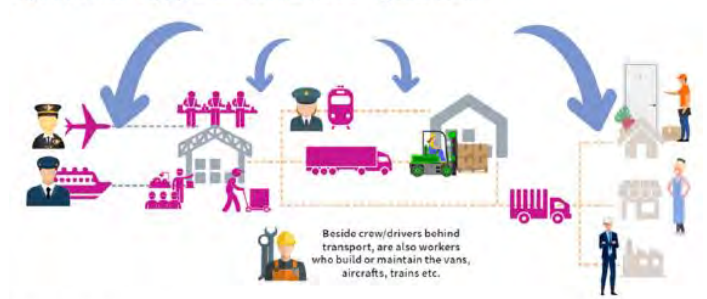 Beside crew/drivers behind
transport, are also workers
who build or maintain the vans,
aircrafts, trains etc.